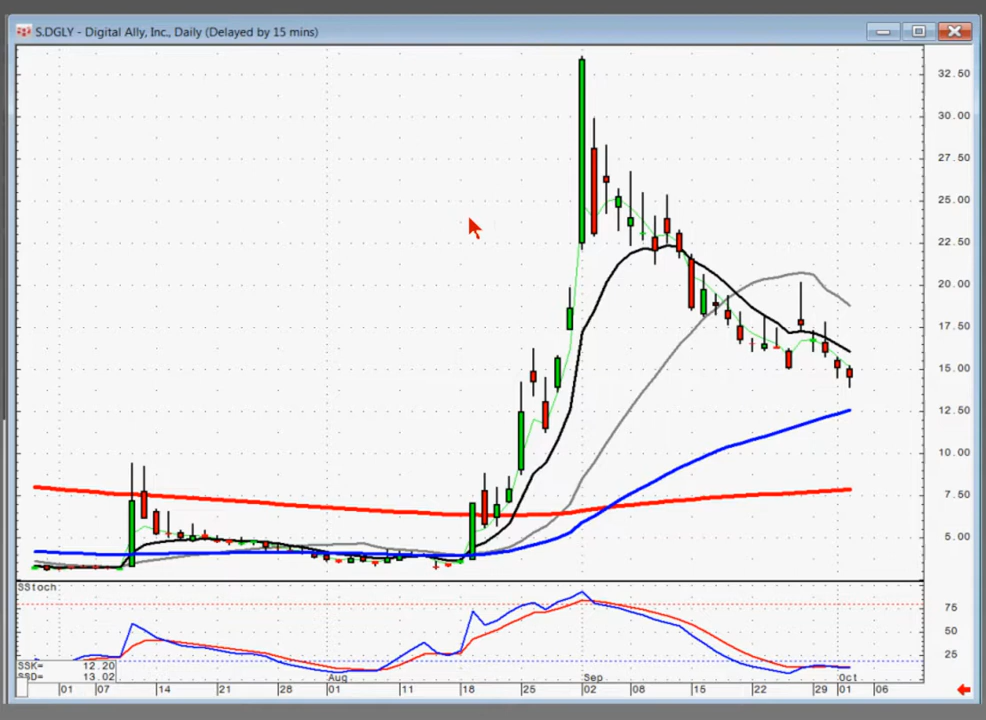 S.DGLY - Digital Ally, Inc., Daily (Delayed by 15 mins)
32.50
30.00
27.50
25.00
22.50
20.00
17.50
15.00
12.50
10.00
7.50
5.00
SStoch
75
50
25
SSK= 12.20
SSD= 13.02
Aug Sep Oct
01 07 14 21 28 01 11 18 25 02 08 15 22 29 01 06